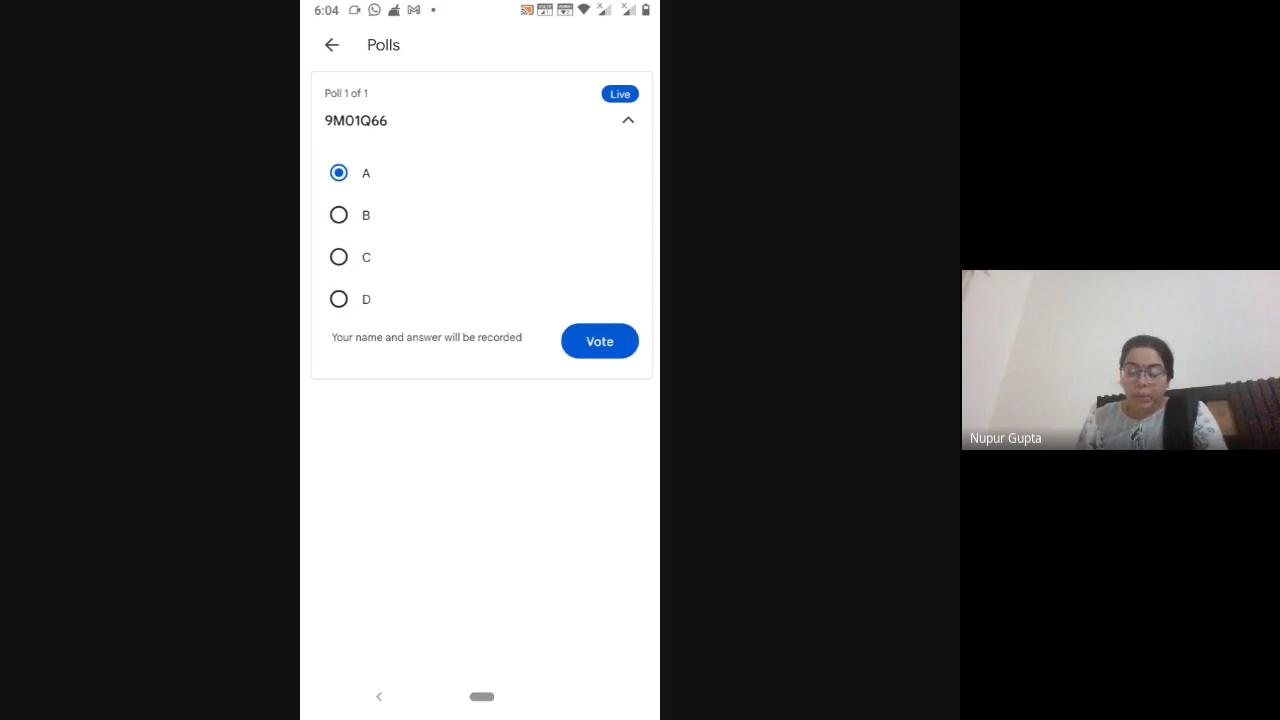 6:04
Polls
Poll 1 of 1
Live
9M01Q66
A
B
C
D
Your name and answer will be recorded
Vote
Nupur Gupta